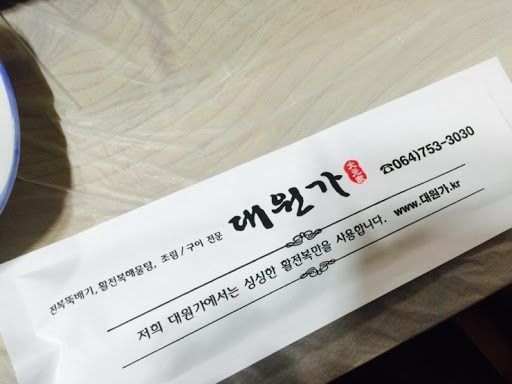 전복뚝배기, 활전복해물탕, 조림 / 구이 전문
대원가
☎064)753-3030
저희 대원가에서는 싱싱한 활전복만을 사용합니다. www.대원가.kr